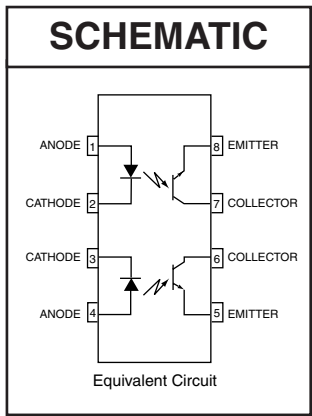 SCHEMATIC
ANODE 1 8 EMITTER
CATHODE 2 7 COLLECTOR
CATHODE 3 6 COLLECTOR
ANODE 4 5 EMITTER
Equivalent Circuit